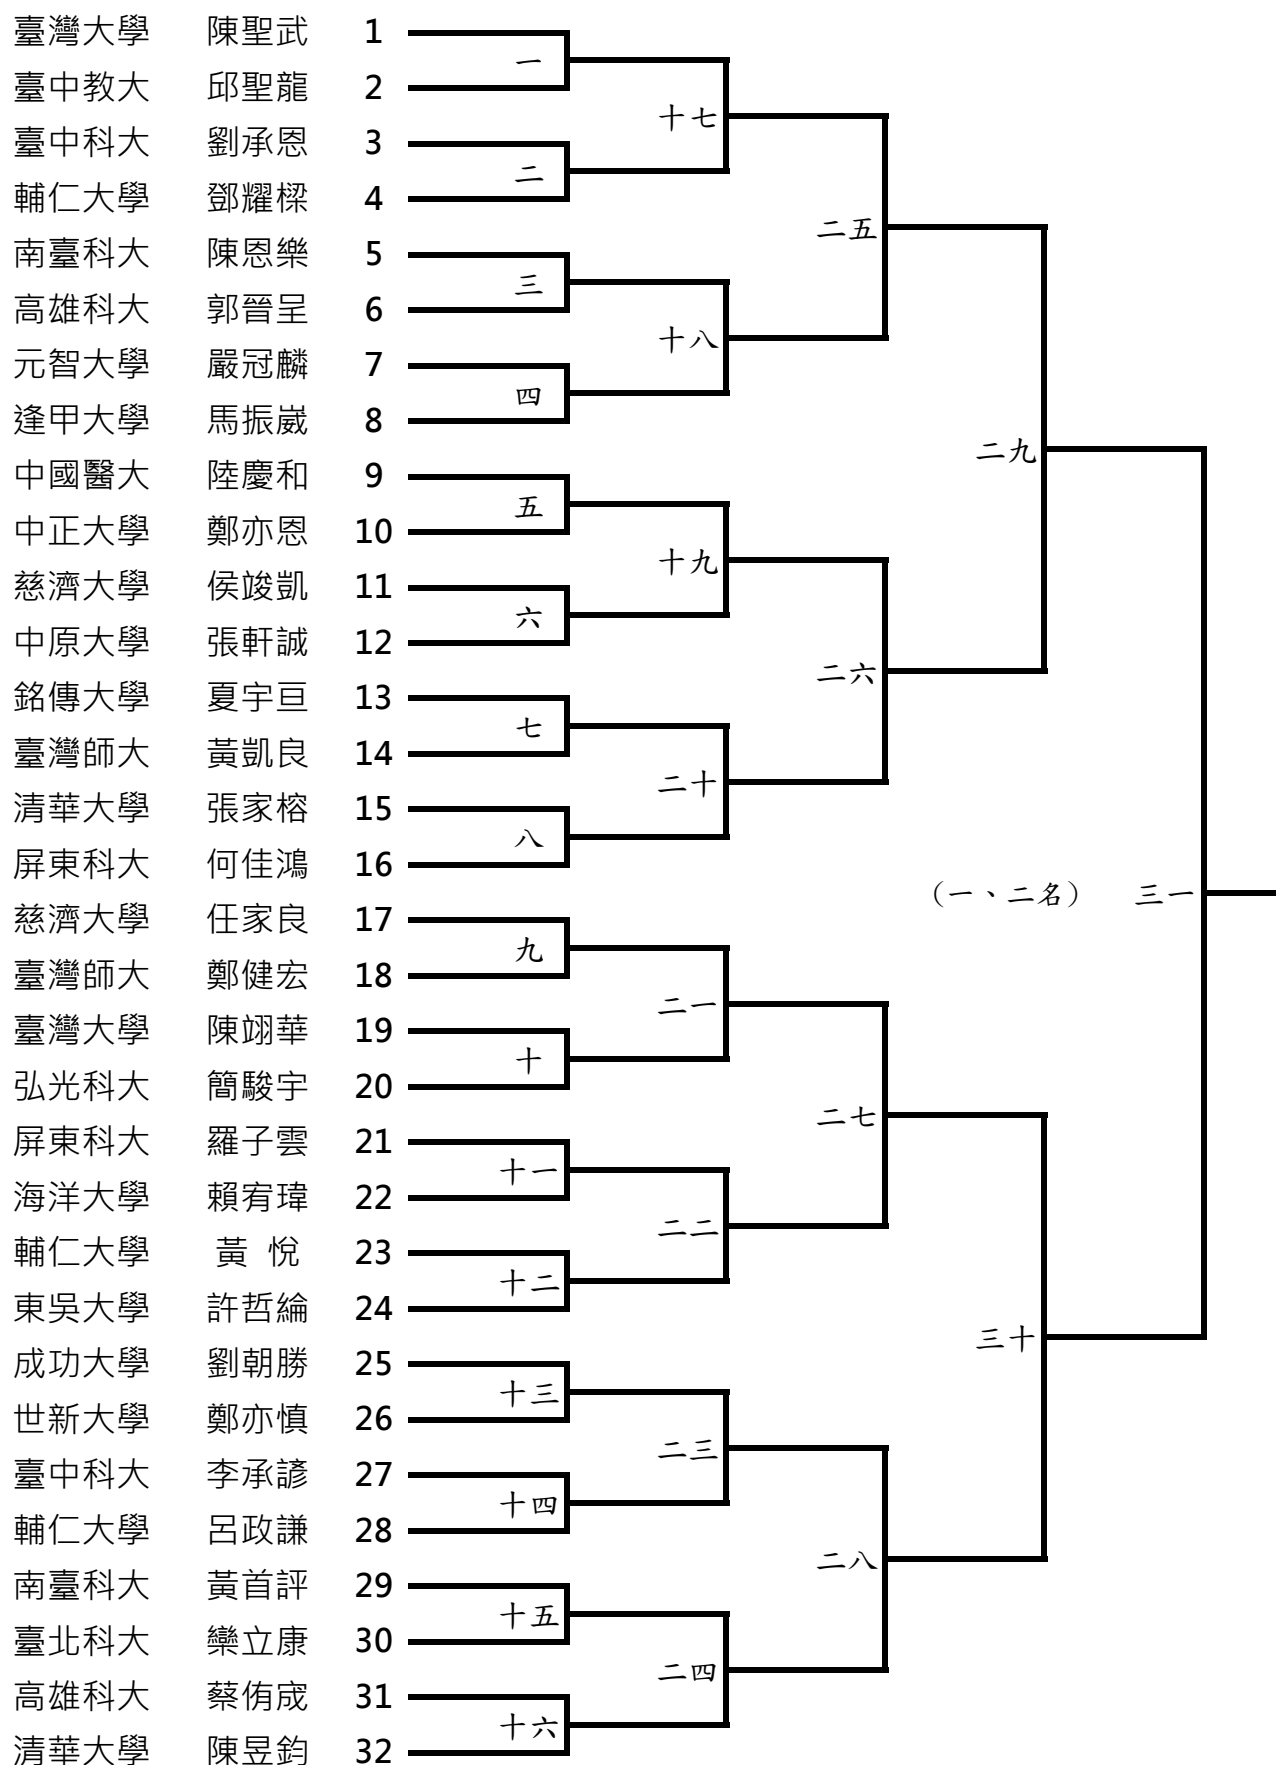 臺灣大學 陳聖武 1
一
臺中教大 邱聖龍 2
十七
臺中科大 劉承恩 3
二
輔仁大學 鄧耀樑 4
二五
南臺科大 陳恩樂 5
三
高雄科大 郭晉呈 6
十八
元智大學 嚴冠麟 7
四
逢甲大學 馬振崴 8
二九
中國醫大 陸慶和 9
五
中正大學 鄭亦恩 10
十九
慈濟大學 侯竣凱 11
六
中原大學 張軒誠 12
二六
銘傳大學 夏宇亘 13
七
臺灣師大 黃凱良 14
二十
清華大學 張家榕 15
八
屏東科大 何佳鴻 16
(一、二名) 三一
慈濟大學 任家良 17
九
臺灣師大 鄭健宏 18
二一
臺灣大學 陳翊華 19
十
弘光科大 簡駿宇 20
二七
屏東科大 羅子雲 21
十一
海洋大學 賴宥瑋 22
二二
輔仁大學 黃 悅 23
十二
東吳大學 許哲綸 24
三十
成功大學 劉朝勝 25
十三
世新大學 鄭亦慎 26
二三
臺中科大 李承諺 27
十四
輔仁大學 呂政謙 28
二八
南臺科大 黃首評 29
十五
臺北科大 欒立康 30
二四
高雄科大 蔡侑宬 31
十六
清華大學 陳昱鈞 32